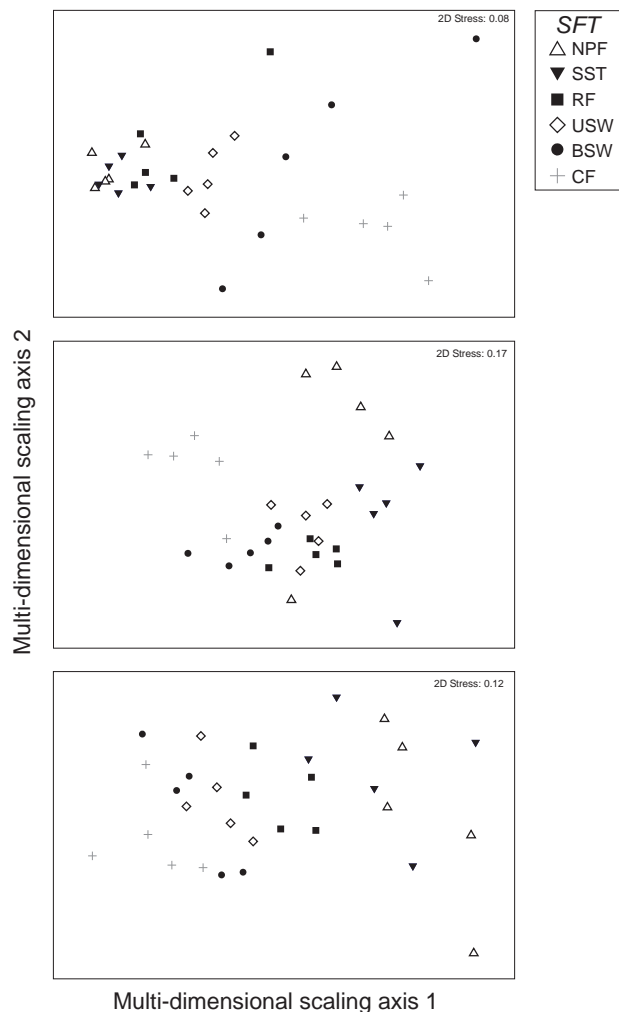 2D Stress: 0.08
SFT
NPF
SST
RF
USW
BSW
CF
2D Stress: 0.17
Multi-dimensional scaling axis 2
2D Stress: 0.12
Multi-dimensional scaling axis 1